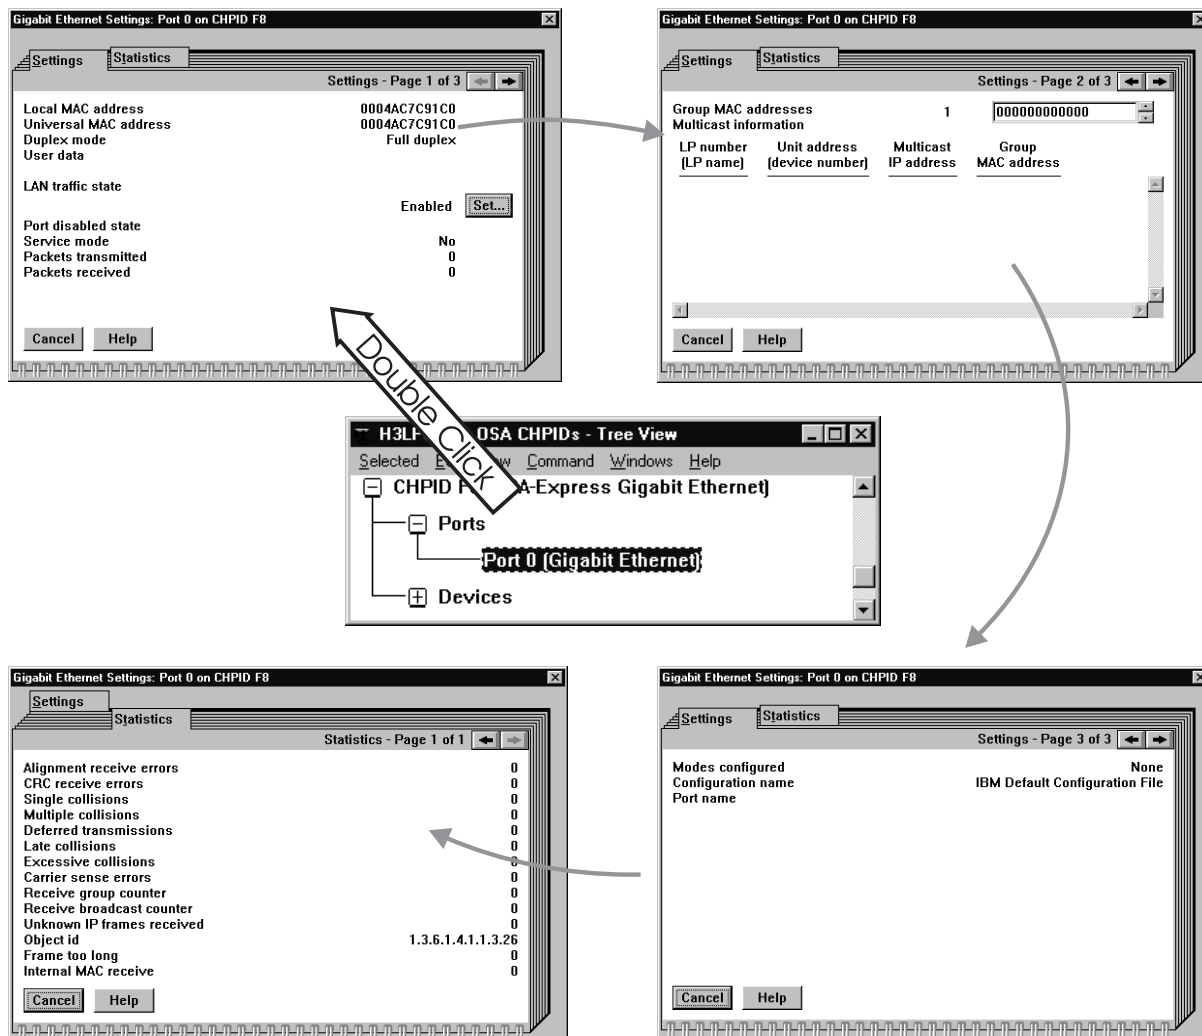 Gigabit Ethernet Settings: Port 0 on CHPID F8
Settings
Statistics
Settings - Page 1 of 3
Local MAC address 0004AC7C91C0
Universal MAC address 0004AC7C91C0
Duplex mode Full duplex
User data
LAN traffic state
Enabled Set...
Port disabled state
Service mode No
Packets transmitted 0
Packets received 0
Cancel Help
Gigabit Ethernet Settings: Port 0 on CHPID F8
Settings
Statistics
Settings - Page 2 of 3
Group MAC addresses 1 000000000000
Multicast information
LP number Unit address Multicast Group
(LP name) (device number) IP address MAC address
Cancel Help
Double Click
H3LP OSA CHPIDs - Tree View
Selected Command Windows Help
CHPID A-Express Gigabit Ethernet)
Ports
Port 0 (Gigabit Ethernet)
Devices
Gigabit Ethernet Settings: Port 0 on CHPID F8
Settings
Statistics
Statistics - Page 1 of 1
Alignment receive errors 0
CRC receive errors 0
Single collisions 0
Multiple collisions 0
Deferred transmissions 0
Late collisions 0
Excessive collisions 0
Carrier sense errors 0
Receive group counter 0
Receive broadcast counter 0
Unknown IP frames received 0
Object id 1.3.6.1.4.1.1.3.26
Frame too long 0
Internal MAC receive 0
Cancel Help
Gigabit Ethernet Settings: Port 0 on CHPID F8
Settings
Statistics
Settings - Page 3 of 3
Modes configured None
Configuration name IBM Default Configuration File
Port name
Cancel Help